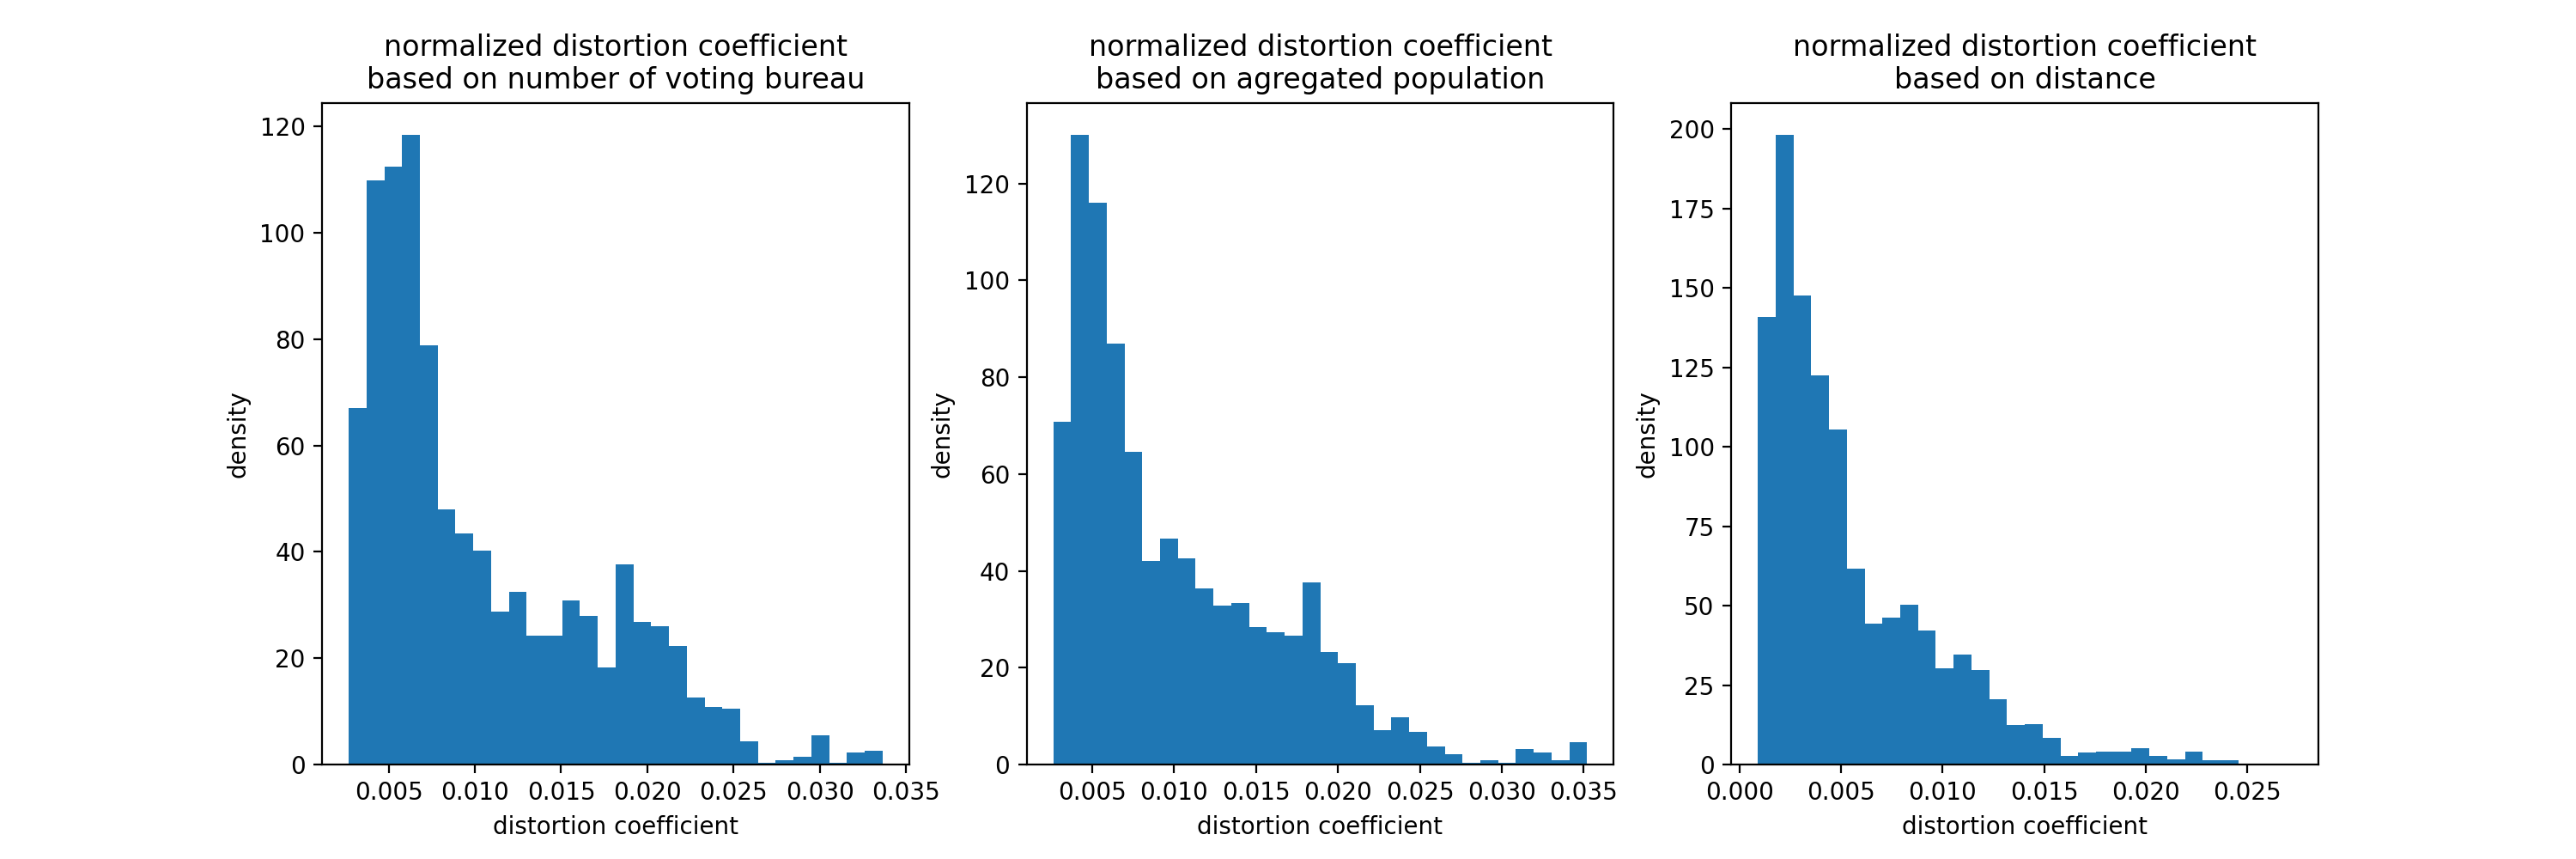 normalized distortion coefficient
based on number of voting bureau
120
100
80
60
40
20
0
density
0.005 0.010 0.015 0.020 0.025 0.030 0.035
distortion coefficient
normalized distortion coefficient
based on agregated population
120
100
80
60
40
20
0
density
0.005 0.010 0.015 0.020 0.025 0.030 0.035
distortion coefficient
normalized distortion coefficient
based on distance
200
175
150
125
100
75
50
25
0
density
0.000 0.005 0.010 0.015 0.020 0.025
distortion coefficient